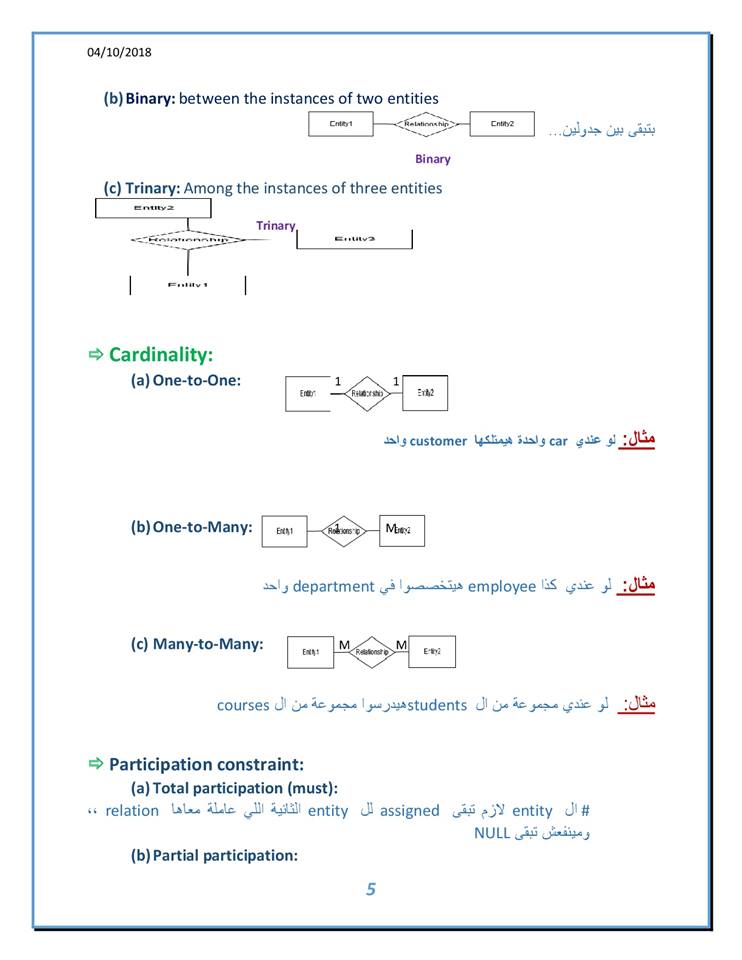 04/10/2018
(b) Binary: between the instances of two entities
Entity1 Relationship Entity2 بتبقى بين جدولين...
Binary
(c) Trinary: Among the instances of three entities
Entity2
Trinary
Relationship Entity3
Entity1
⇨ Cardinality:
(a) One-to-One: Entity1 1 Relationship 1 Entity2
مثال: لو عندي car واحدة هيمتلكها customer واحد
(b) One-to-Many: Entity1 1 Relationship M Entity2
مثال: لو عندي كذا employee هيتخصصوا في department واحد
(c) Many-to-Many: Entity1 M Relationship M Entity2
مثال: لو عندي مجموعة من ال students هيدرسوا مجموعة من ال courses
⇨ Participation constraint:
(a) Total participation (must):
# ال entity لازم تبقى assigned لل entity الثانية اللي عاملة معاها relation ،،
ومينفعش تبقى NULL
(b) Partial participation:
5